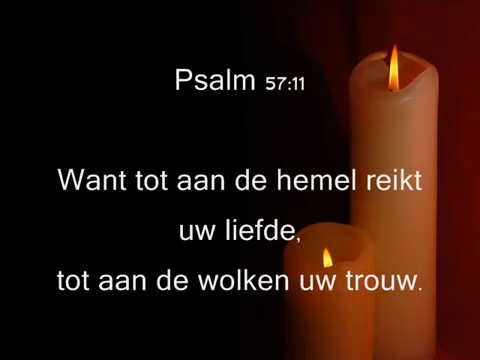 Psalm 57:11
Want tot aan de hemel reikt
uw liefde,
tot aan de wolken uw trouw.